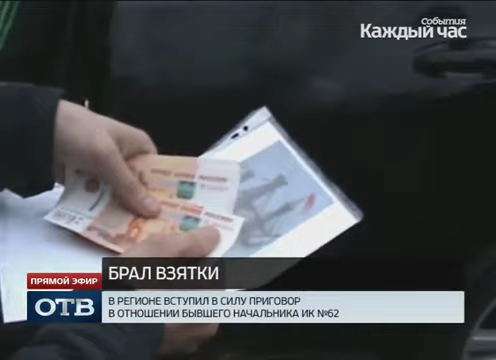 События
Каждый час
ПРЯМОЙ ЭФИР
БРАЛ ВЗЯТКИ
ОТВ
В РЕГИОНЕ ВСТУПИЛ В СИЛУ ПРИГОВОР
В ОТНОШЕНИИ БЫВШЕГО НАЧАЛЬНИКА ИК №62